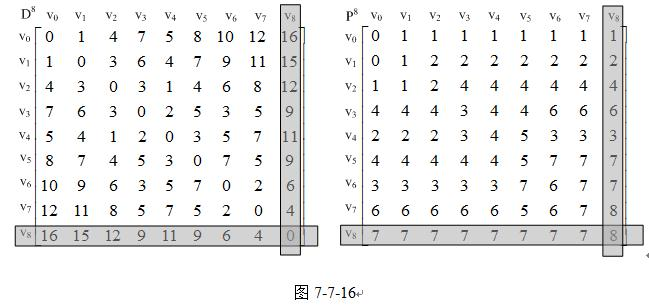 D⁸ v₀ v₁ v₂ v₃ v₄ v₅ v₆ v₇ v₈
v₀ 0 1 4 7 5 8 10 12 16
v₁ 1 0 3 6 4 7 9 11 15
v₂ 4 3 0 3 1 4 6 8 12
v₃ 7 6 3 0 2 5 3 5 9
v₄ 5 4 1 2 0 3 5 7 11
v₅ 8 7 4 5 3 0 7 5 9
v₆ 10 9 6 3 5 7 0 2 6
v₇ 12 11 8 5 7 5 2 0 4
v₈ 16 15 12 9 11 9 6 4 0
P⁸ v₀ v₁ v₂ v₃ v₄ v₅ v₆ v₇ v₈
v₀ 0 1 1 1 1 1 1 1 1
v₁ 0 1 2 2 2 2 2 2 2
v₂ 1 1 2 4 4 4 4 4 4
v₃ 4 4 4 3 4 4 6 6 6
v₄ 2 2 2 3 4 5 3 3 3
v₅ 4 4 4 4 4 5 7 7 7
v₆ 3 3 3 3 3 7 6 7 7
v₇ 6 6 6 6 6 5 6 7 8
v₈ 7 7 7 7 7 7 7 7 8
图 7-7-16